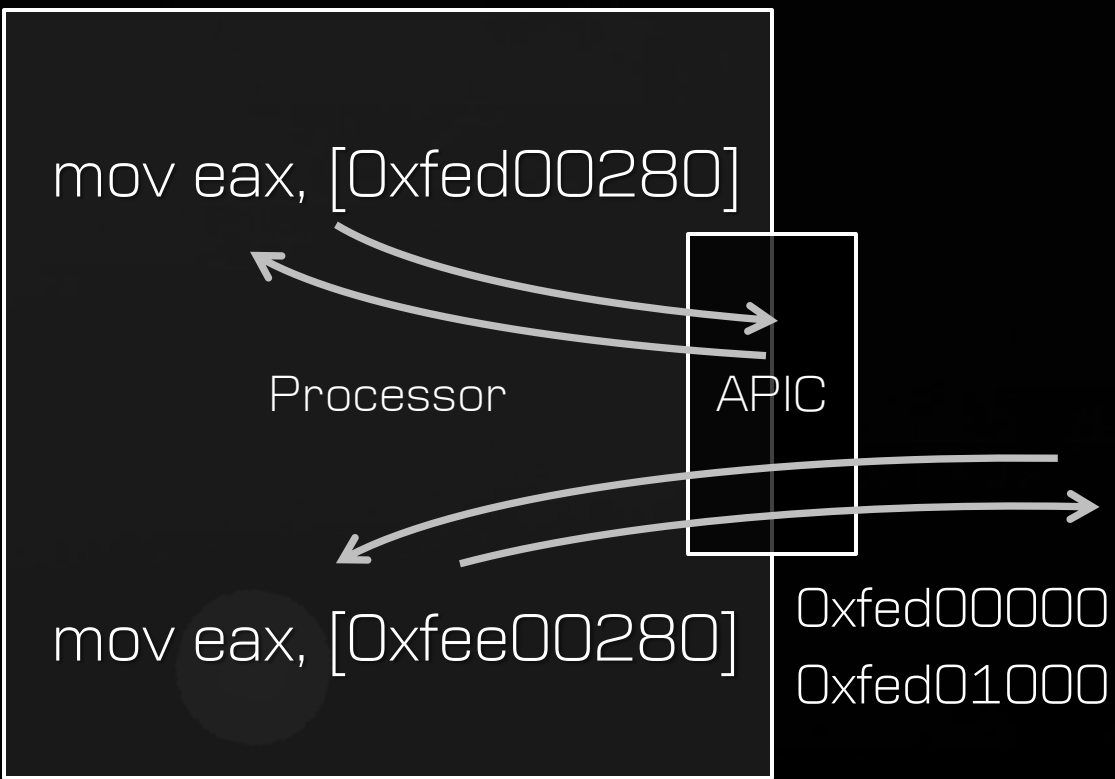 mov eax, [0xfed00280]
Processor
APIC
mov eax, [0xfee00280]
0xfed00000
0xfed01000